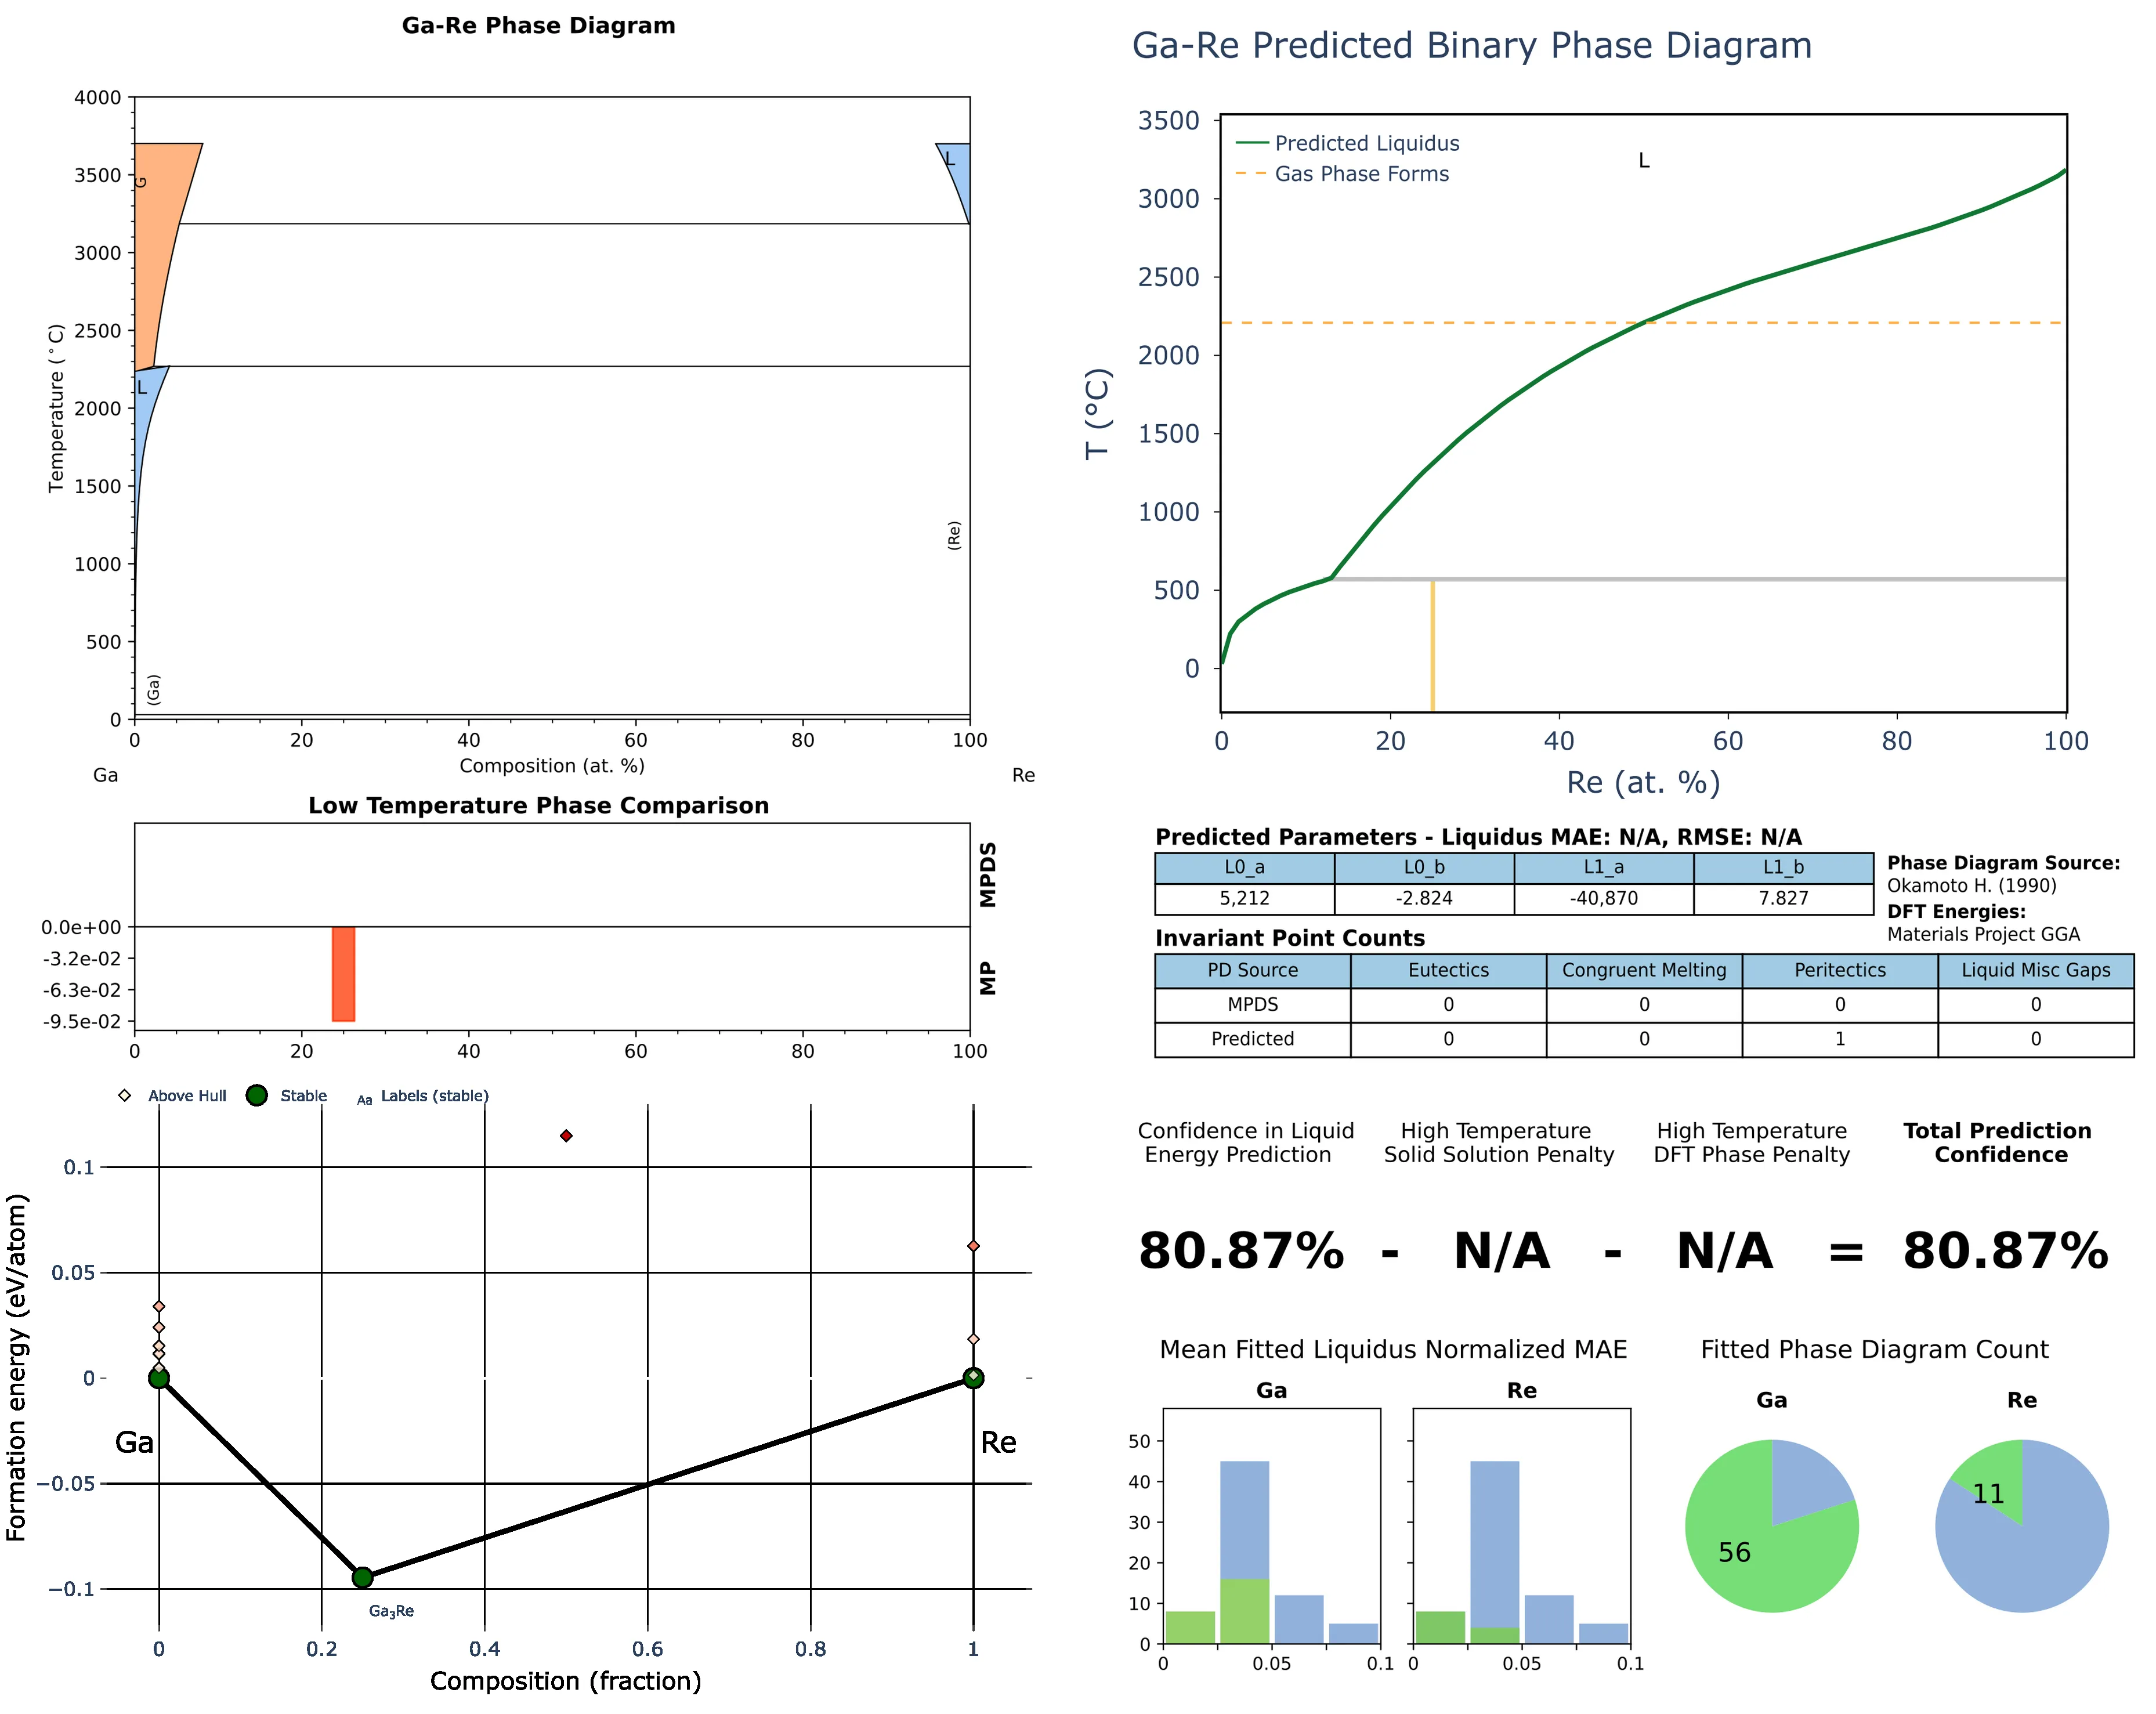 Ga-Re Phase Diagram
4000
3500
3000
2500
2000
1500
1000
500
0
Temperature (°C)
G
L
L
(Ga)
(Re)
0 20 40 60 80 100
Composition (at. %)
Ga Re
Low Temperature Phase Comparison
MPDS
MP
0.0e+00
-3.2e-02
-6.3e-02
-9.5e-02
0 20 40 60 80 100
Above Hull Stable Aa Labels (stable)
0.1
0.05
0
−0.05
−0.1
Formation energy (eV/atom)
Ga Re
Ga₃Re
0 0.2 0.4 0.6 0.8 1
Composition (fraction)
Ga-Re Predicted Binary Phase Diagram
3500
3000
2500
2000
1500
1000
500
0
T (°C)
Predicted Liquidus
Gas Phase Forms
L
0 20 40 60 80 100
Re (at. %)
Predicted Parameters - Liquidus MAE: N/A, RMSE: N/A
L0_a L0_b L1_a L1_b
5,212 -2.824 -40,870 7.827
Phase Diagram Source:
Okamoto H. (1990)
DFT Energies:
Materials Project GGA
Invariant Point Counts
PD Source Eutectics Congruent Melting Peritectics Liquid Misc Gaps
MPDS 0 0 0 0
Predicted 0 0 1 0
Confidence in Liquid
Energy Prediction
High Temperature
Solid Solution Penalty
High Temperature
DFT Phase Penalty
Total Prediction
Confidence
80.87% - N/A - N/A = 80.87%
Mean Fitted Liquidus Normalized MAE
Ga Re
50
40
30
20
10
0
0 0.05 0.1 0 0.05 0.1
Fitted Phase Diagram Count
Ga Re
56
11